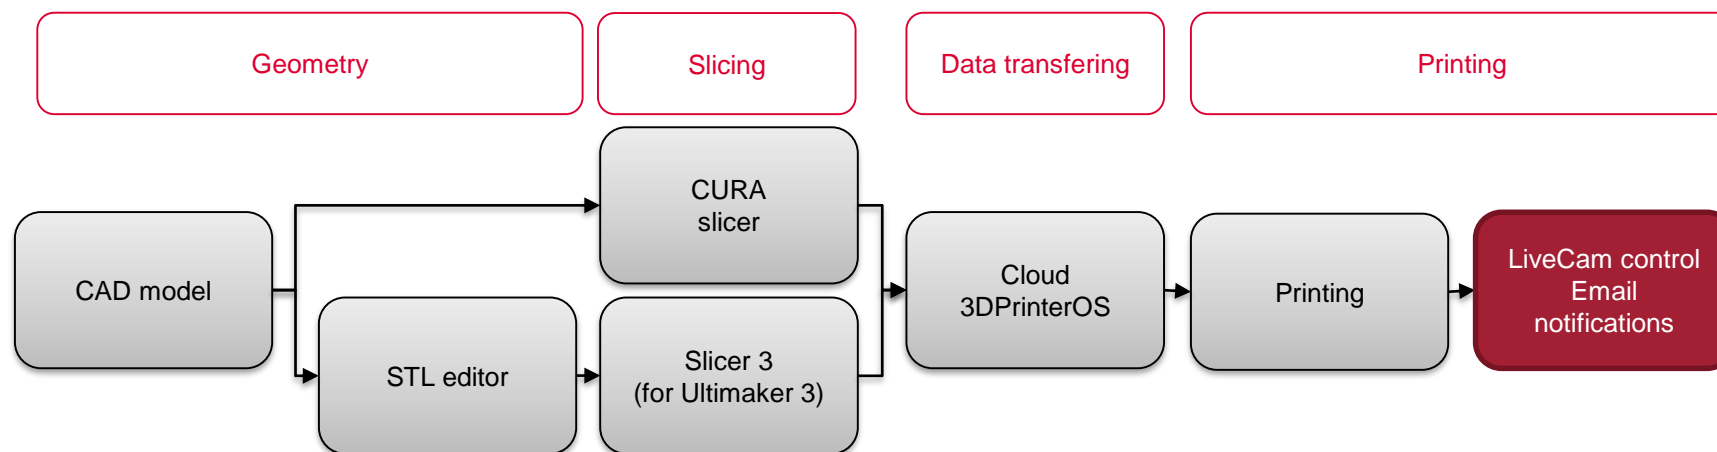 Geometry
Slicing
Data transfering
Printing
CURA
slicer
CAD model
STL editor
Slicer 3
(for Ultimaker 3)
Cloud
3DPrinterOS
Printing
LiveCam control
Email
notifications